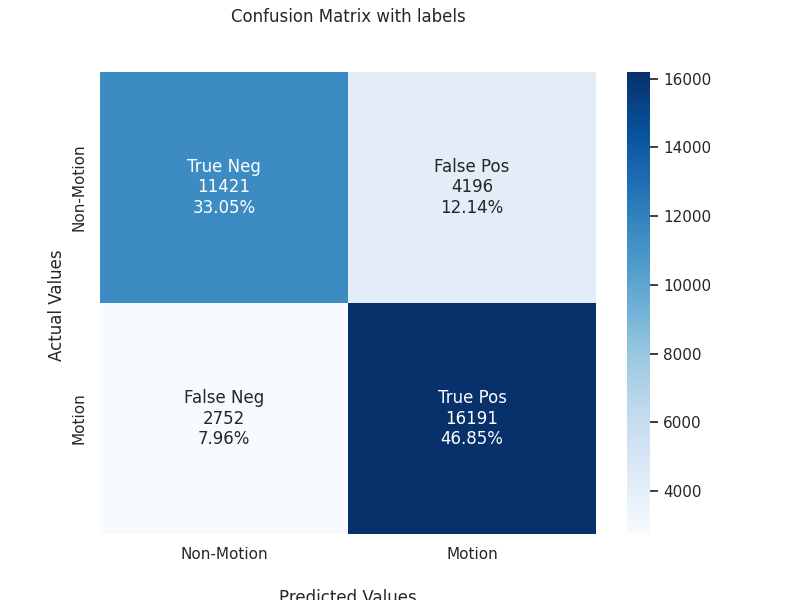 Confusion Matrix with labels
True Neg
11421
33.05%
False Pos
4196
12.14%
False Neg
2752
7.96%
True Pos
16191
46.85%
Actual Values
Non-Motion
Motion
Non-Motion
Motion
Predicted Values
16000
14000
12000
10000
8000
6000
4000